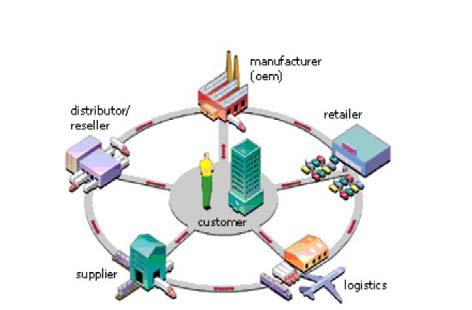 manufacturer
(oem)
distributor/
reseller
retailer
customer
supplier
logistics